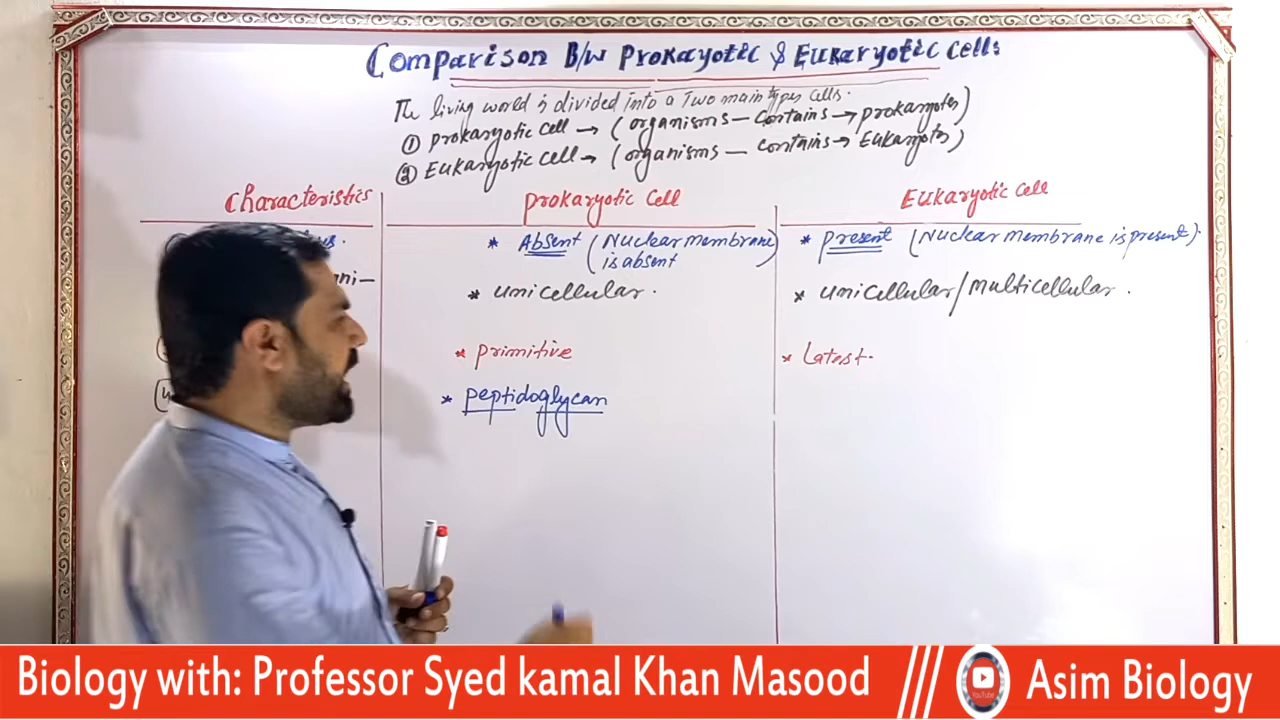 Comparison B/w Prokayotic & Eukaryotic cells
The living world is divided into a Two main types cells.
① prokaryotic cell → (organisms — contains → prokaryotes)
② Eukaryotic cell → (organisms — contains → Eukaryotes)
characteristics
prokaryotic cell
Eukaryotic cell
* Absent (Nuclear membrane is absent)
* present (Nuclear membrane is present).
* unicellular.
* unicellular/multicellular.
* primitive
* Latest.
* peptidoglycan
Biology with: Professor Syed kamal Khan Masood
YouTube
Asim Biology